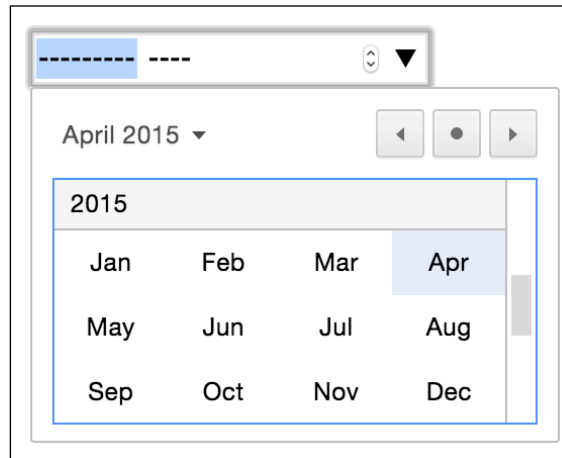 --------- ----
April 2015
2015
Jan Feb Mar Apr
May Jun Jul Aug
Sep Oct Nov Dec